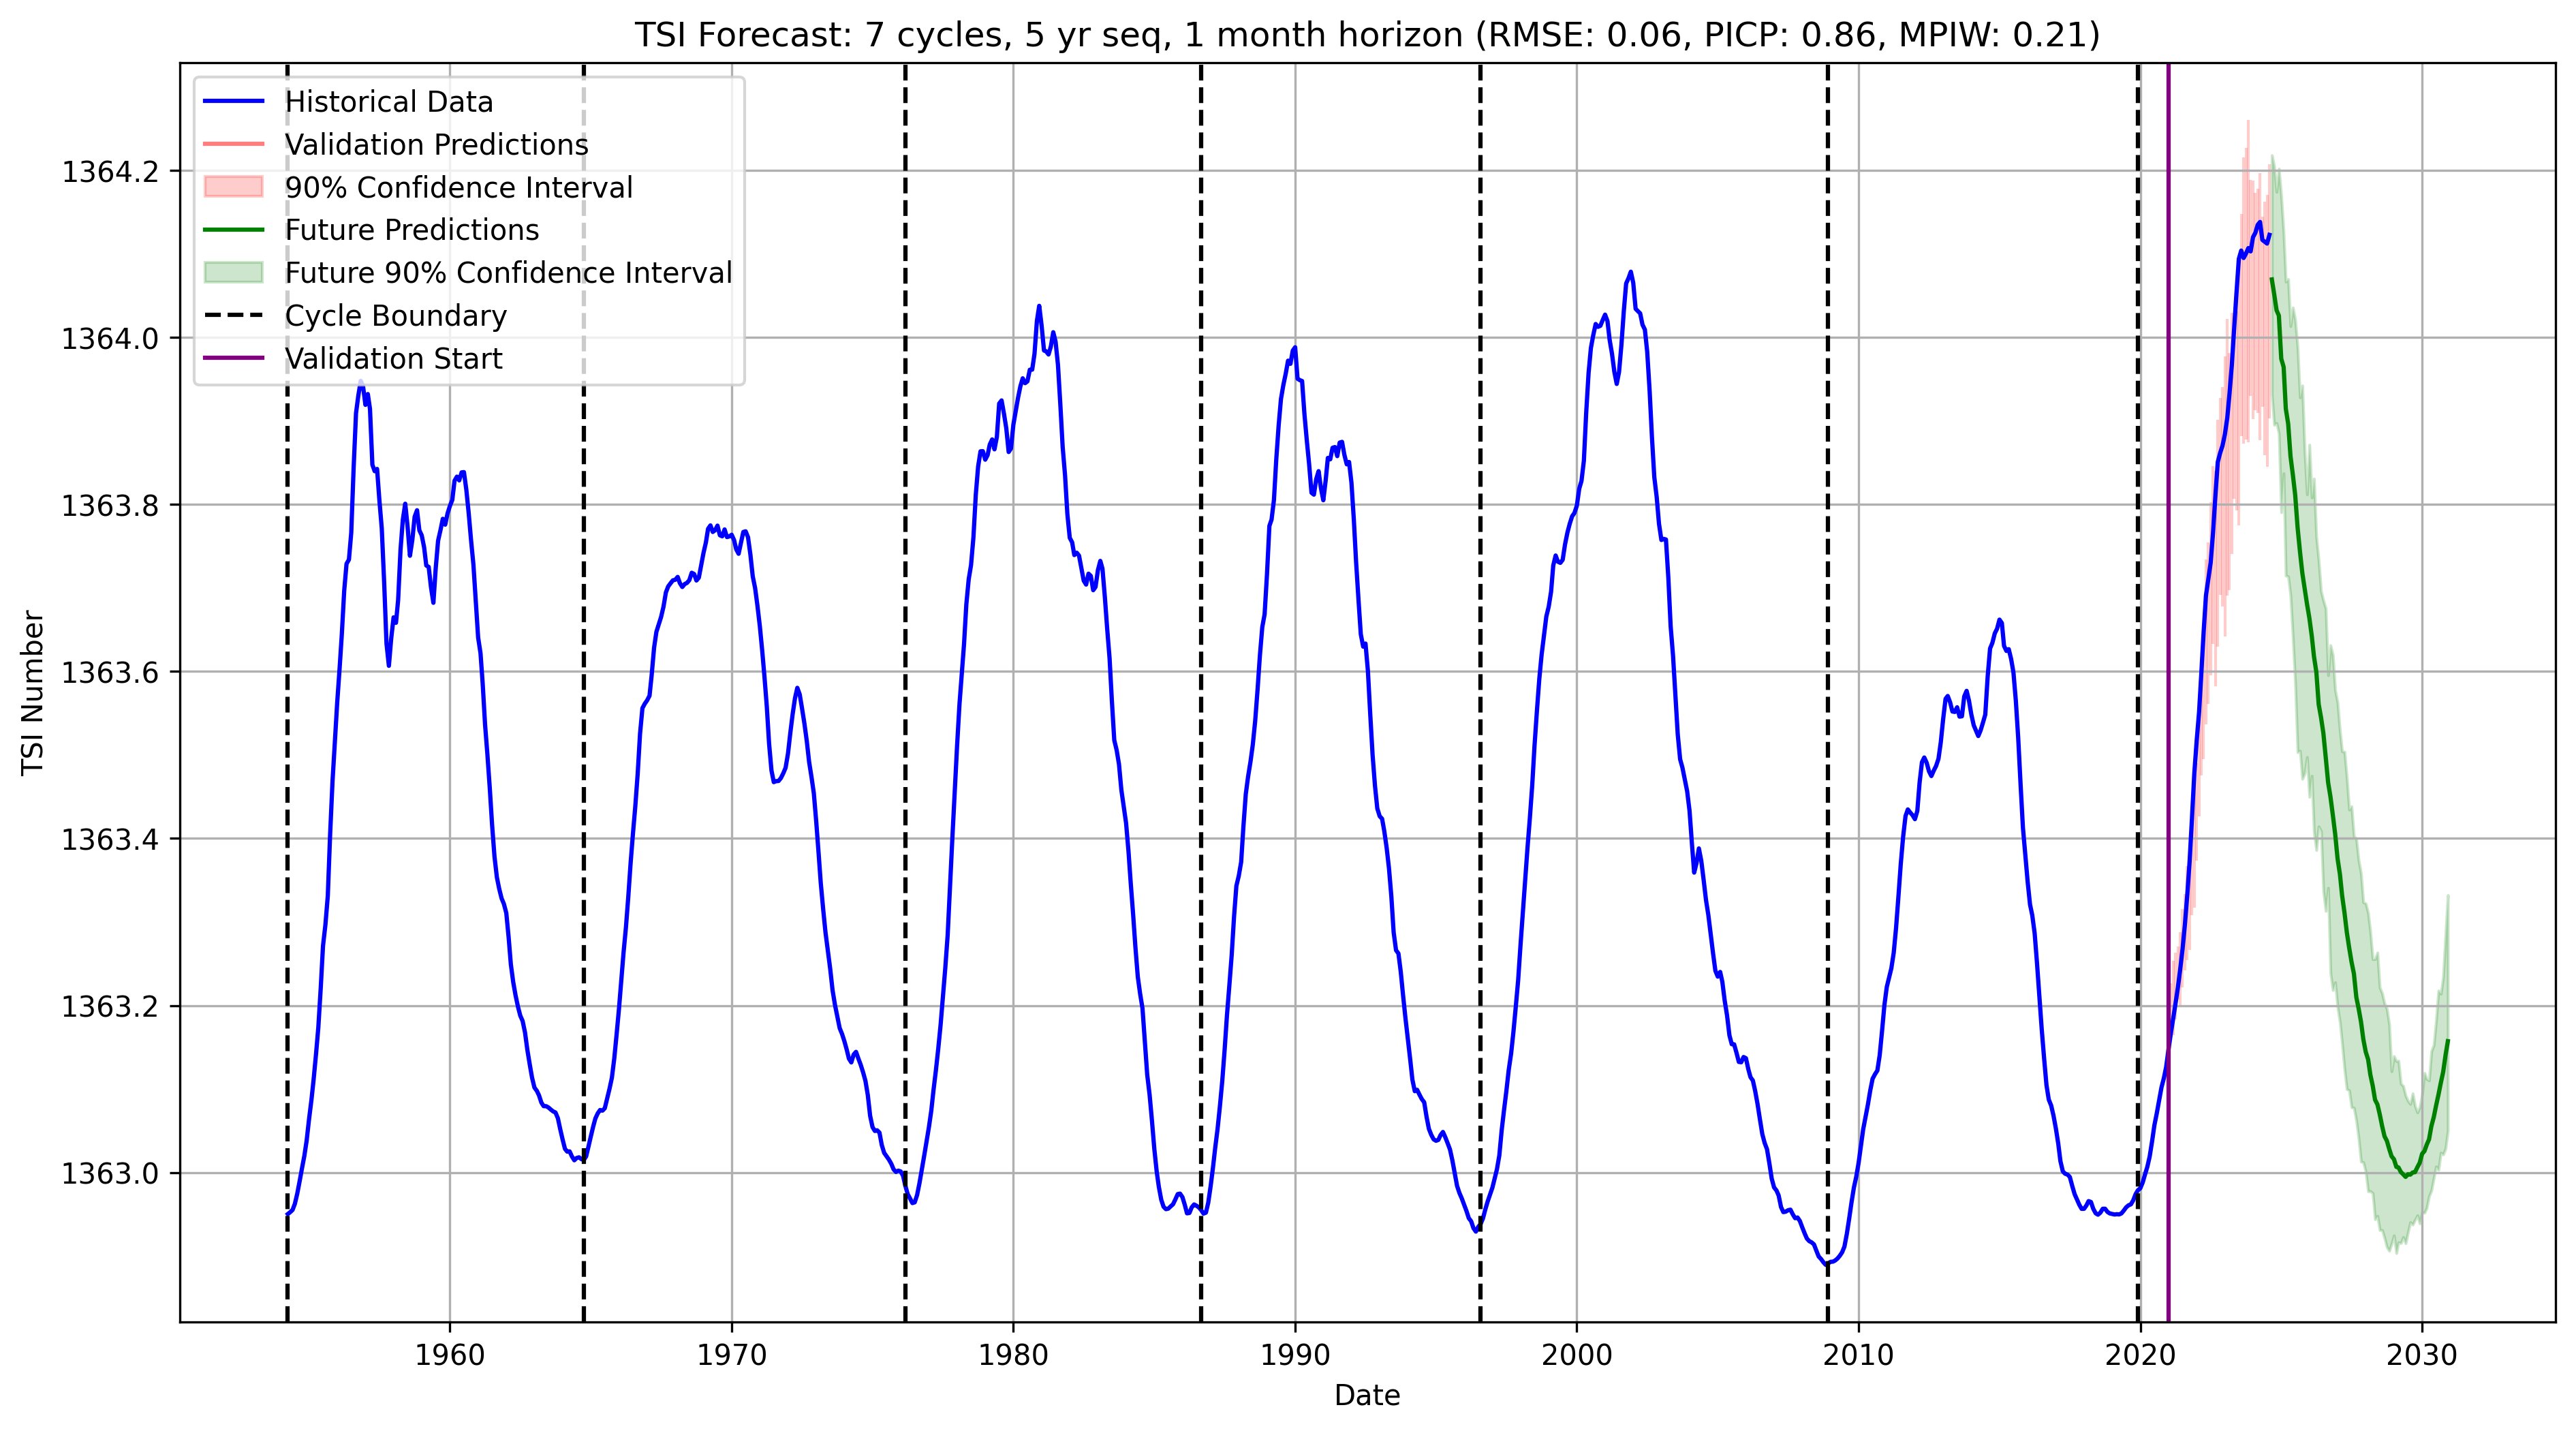 TSI Forecast: 7 cycles, 5 yr seq, 1 month horizon (RMSE: 0.06, PICP: 0.86, MPIW: 0.21)
Historical Data
Validation Predictions
90% Confidence Interval
Future Predictions
Future 90% Confidence Interval
Cycle Boundary
Validation Start
TSI Number
1364.2
1364.0
1363.8
1363.6
1363.4
1363.2
1363.0
1960 1970 1980 1990 2000 2010 2020 2030
Date